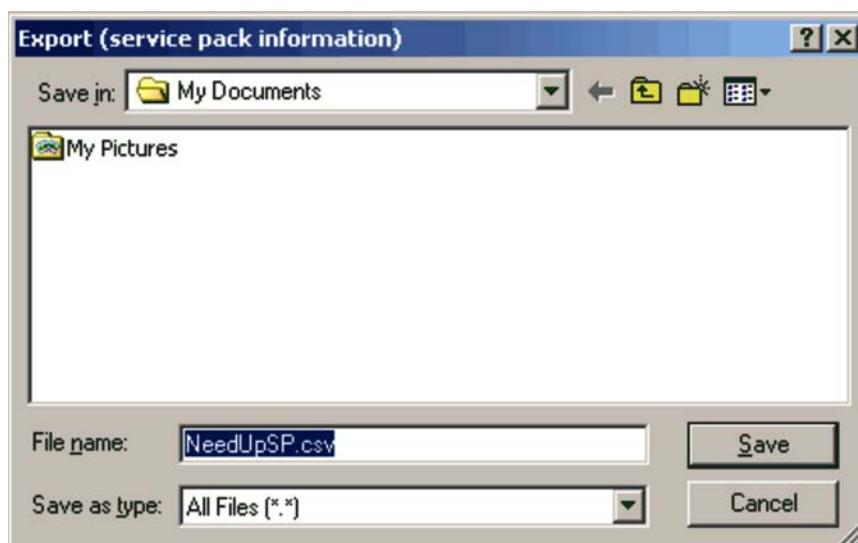 Export (service pack information)
Save in: My Documents
My Pictures
File name: NeedUpSP.csv Save
Save as type: All Files (*.*) Cancel